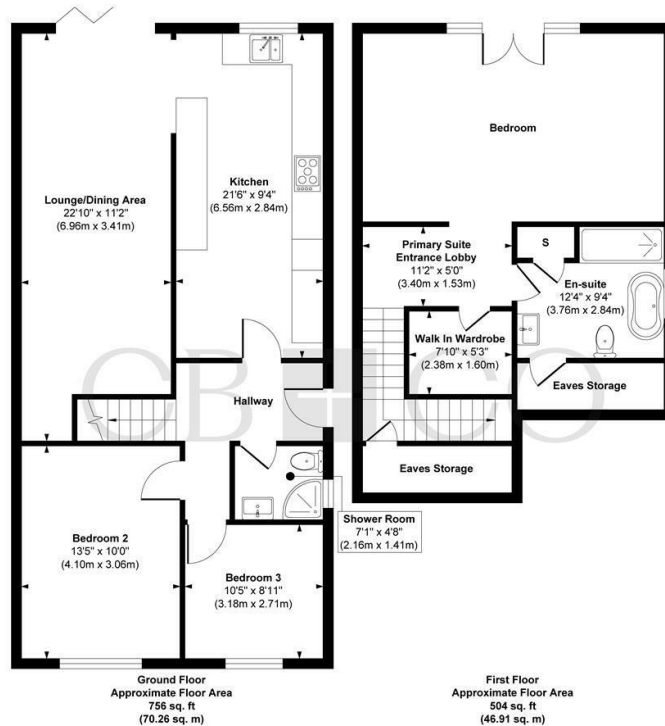 Lounge/Dining Area
22'10" x 11'2"
(6.96m x 3.41m)
Kitchen
21'6" x 9'4"
(6.56m x 2.84m)
Hallway
Bedroom 2
13'5" x 10'0"
(4.10m x 3.06m)
Bedroom 3
10'5" x 8'11"
(3.18m x 2.71m)
Shower Room
7'1" x 4'8"
(2.16m x 1.41m)
Ground Floor
Approximate Floor Area
756 sq. ft
(70.26 sq. m)
Bedroom
Primary Suite
Entrance Lobby
11'2" x 5'0"
(3.40m x 1.53m)
S
En-suite
12'4" x 9'4"
(3.76m x 2.84m)
Walk In Wardrobe
7'10" x 5'3"
(2.38m x 1.60m)
Eaves Storage
Eaves Storage
First Floor
Approximate Floor Area
504 sq. ft
(46.91 sq. m)
CB H CO